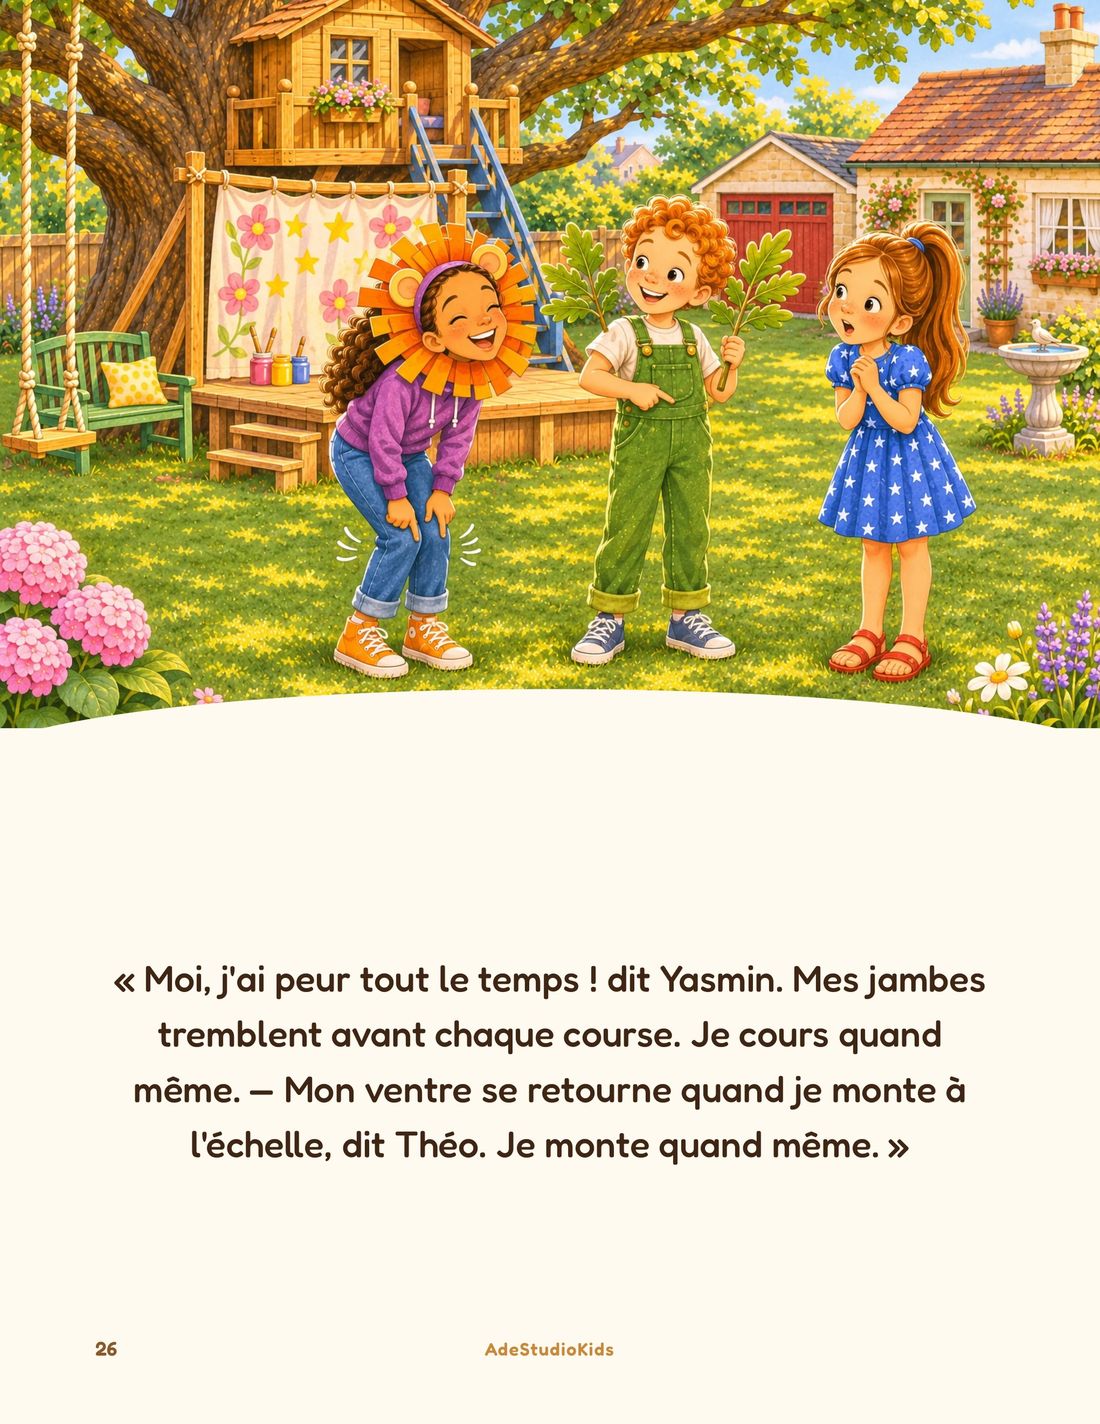 « Moi, j'ai peur tout le temps ! dit Yasmin. Mes jambes
tremblent avant chaque course. Je cours quand
même. — Mon ventre se retourne quand je monte à
l'échelle, dit Théo. Je monte quand même. »
26
AdeStudioKids